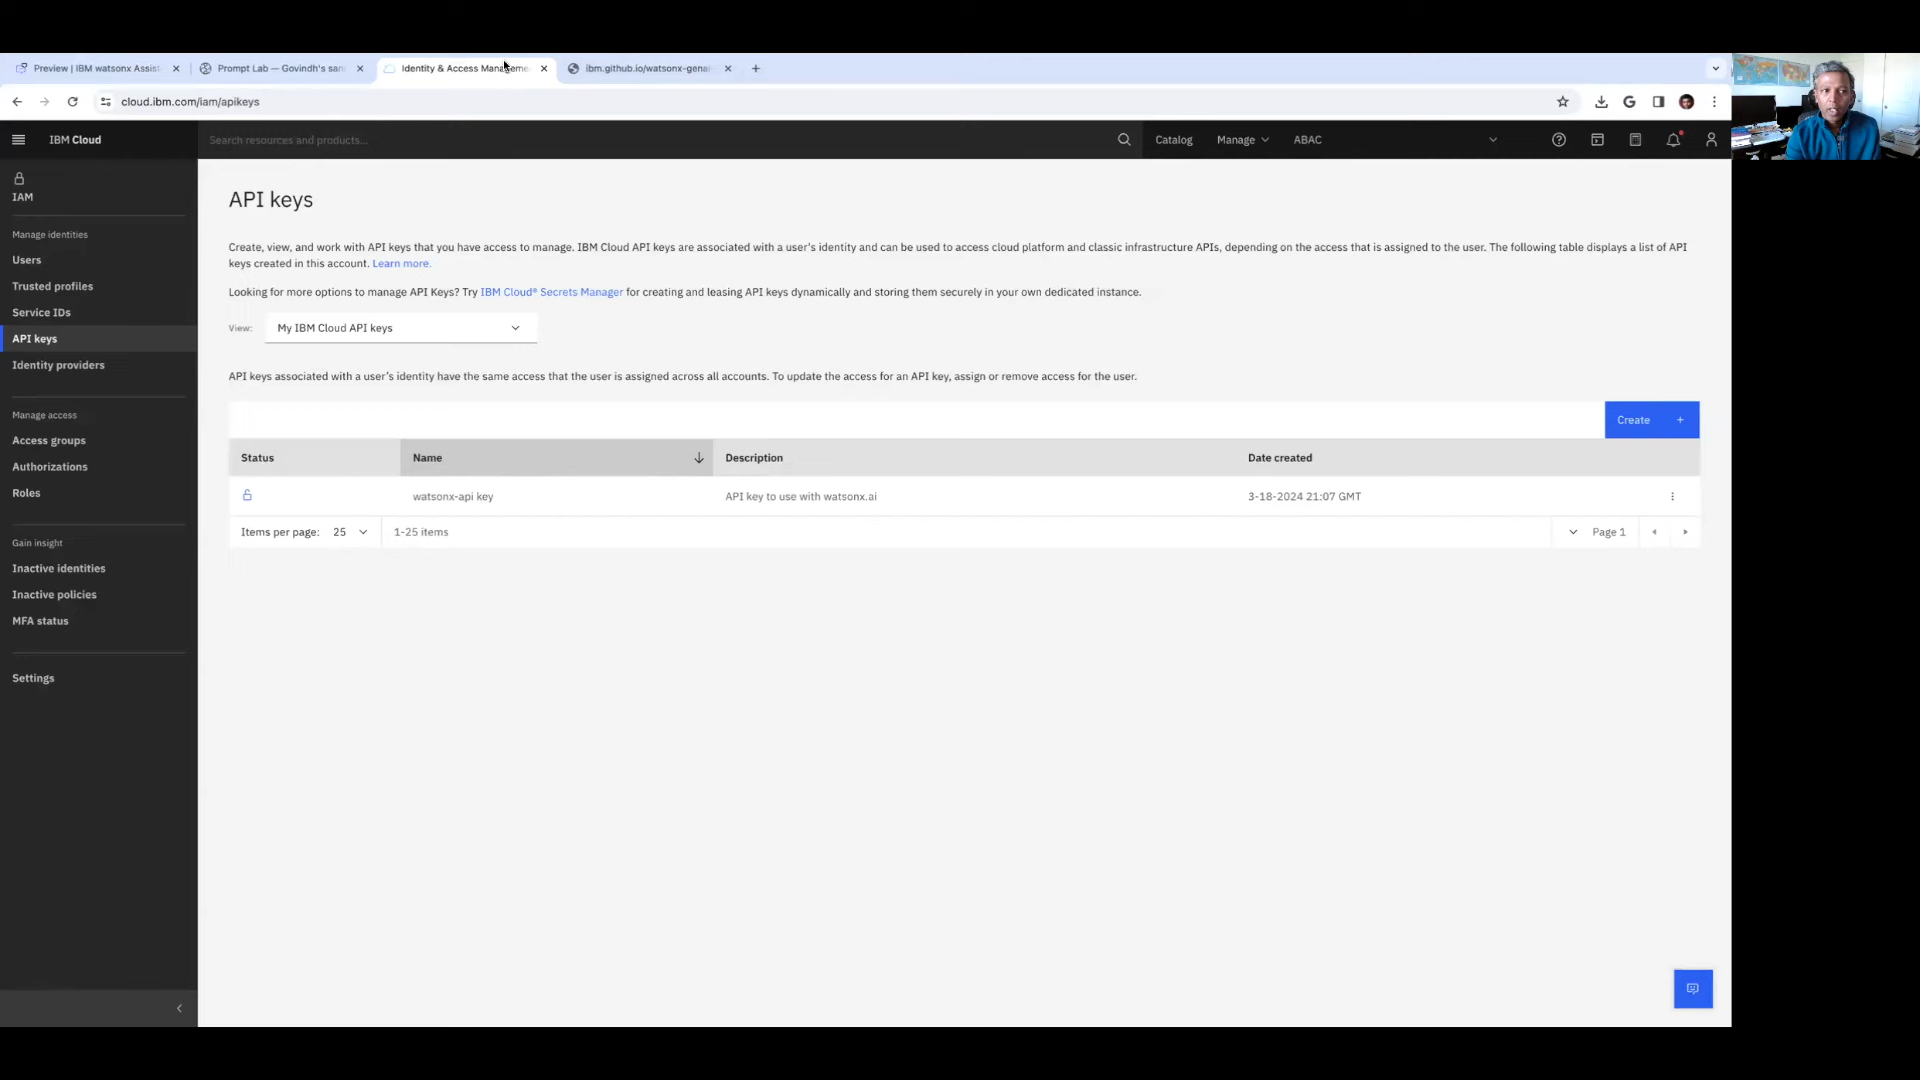 Preview | IBM watsonx Assist
Prompt Lab — Govindh's san
Identity & Access Manageme
ibm.github.io/watsonx-genai
cloud.ibm.com/iam/apikeys
IBM Cloud
Search resources and products...
Catalog
Manage
ABAC
IAM
Manage identities
Users
Trusted profiles
Service IDs
API keys
Identity providers
Manage access
Access groups
Authorizations
Roles
Gain insight
Inactive identities
Inactive policies
MFA status
Settings
API keys
Create, view, and work with API keys that you have access to manage. IBM Cloud API keys are associated with a user's identity and can be used to access cloud platform and classic infrastructure APIs, depending on the access that is assigned to the user. The following table displays a list of API
keys created in this account. Learn more.
Looking for more options to manage API Keys? Try IBM Cloud® Secrets Manager for creating and leasing API keys dynamically and storing them securely in your own dedicated instance.
View: My IBM Cloud API keys
API keys associated with a user's identity have the same access that the user is assigned across all accounts. To update the access for an API key, assign or remove access for the user.
Create +
Status Name Description Date created
watsonx-api key API key to use with watsonx.ai 3-18-2024 21:07 GMT
Items per page: 25 1-25 items Page 1